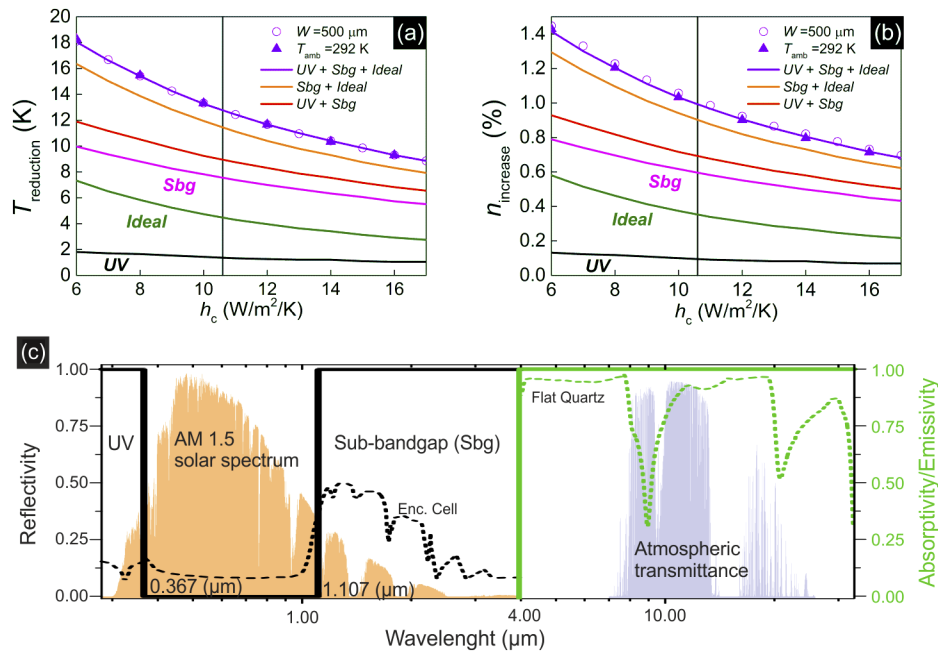 (a)
W =500 μm
T_amb =292 K
UV + Sbg + Ideal
Sbg + Ideal
UV + Sbg
T_reduction (K)
20
18
16
14
12
10
8
6
4
2
0
Sbg
Ideal
UV
6 8 10 12 14 16
h_c (W/m²/K)
(b)
W =500 μm
T_amb =292 K
UV + Sbg + Ideal
Sbg + Ideal
UV + Sbg
n_increase (%)
1.4
1.2
1.0
0.8
0.6
0.4
0.2
0.0
Sbg
Ideal
UV
6 8 10 12 14 16
h_c (W/m²/K)
(c)
Reflectivity
1.00
0.75
0.50
0.25
0.00
UV
AM 1.5
solar spectrum
Sub-bandgap (Sbg)
Enc. Cell
Flat Quartz
Atmospheric
transmittance
0.367 (μm)
1.107 (μm)
1.00 4.00 10.00
Wavelenght (μm)
1.00
0.75
0.50
0.25
0.00
Absorptivity/Emissivity